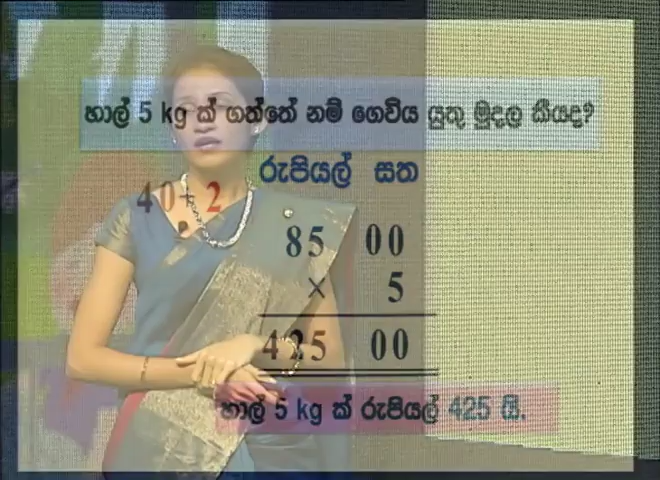 හාල් 5 kg ක් ගත්තේ නම් ගෙවිය යුතු මුදල කීයද?
රුපියල් සත
40+ 2
85 00
× 5
425 00
හාල් 5 kg ක් රුපියල් 425 යි.